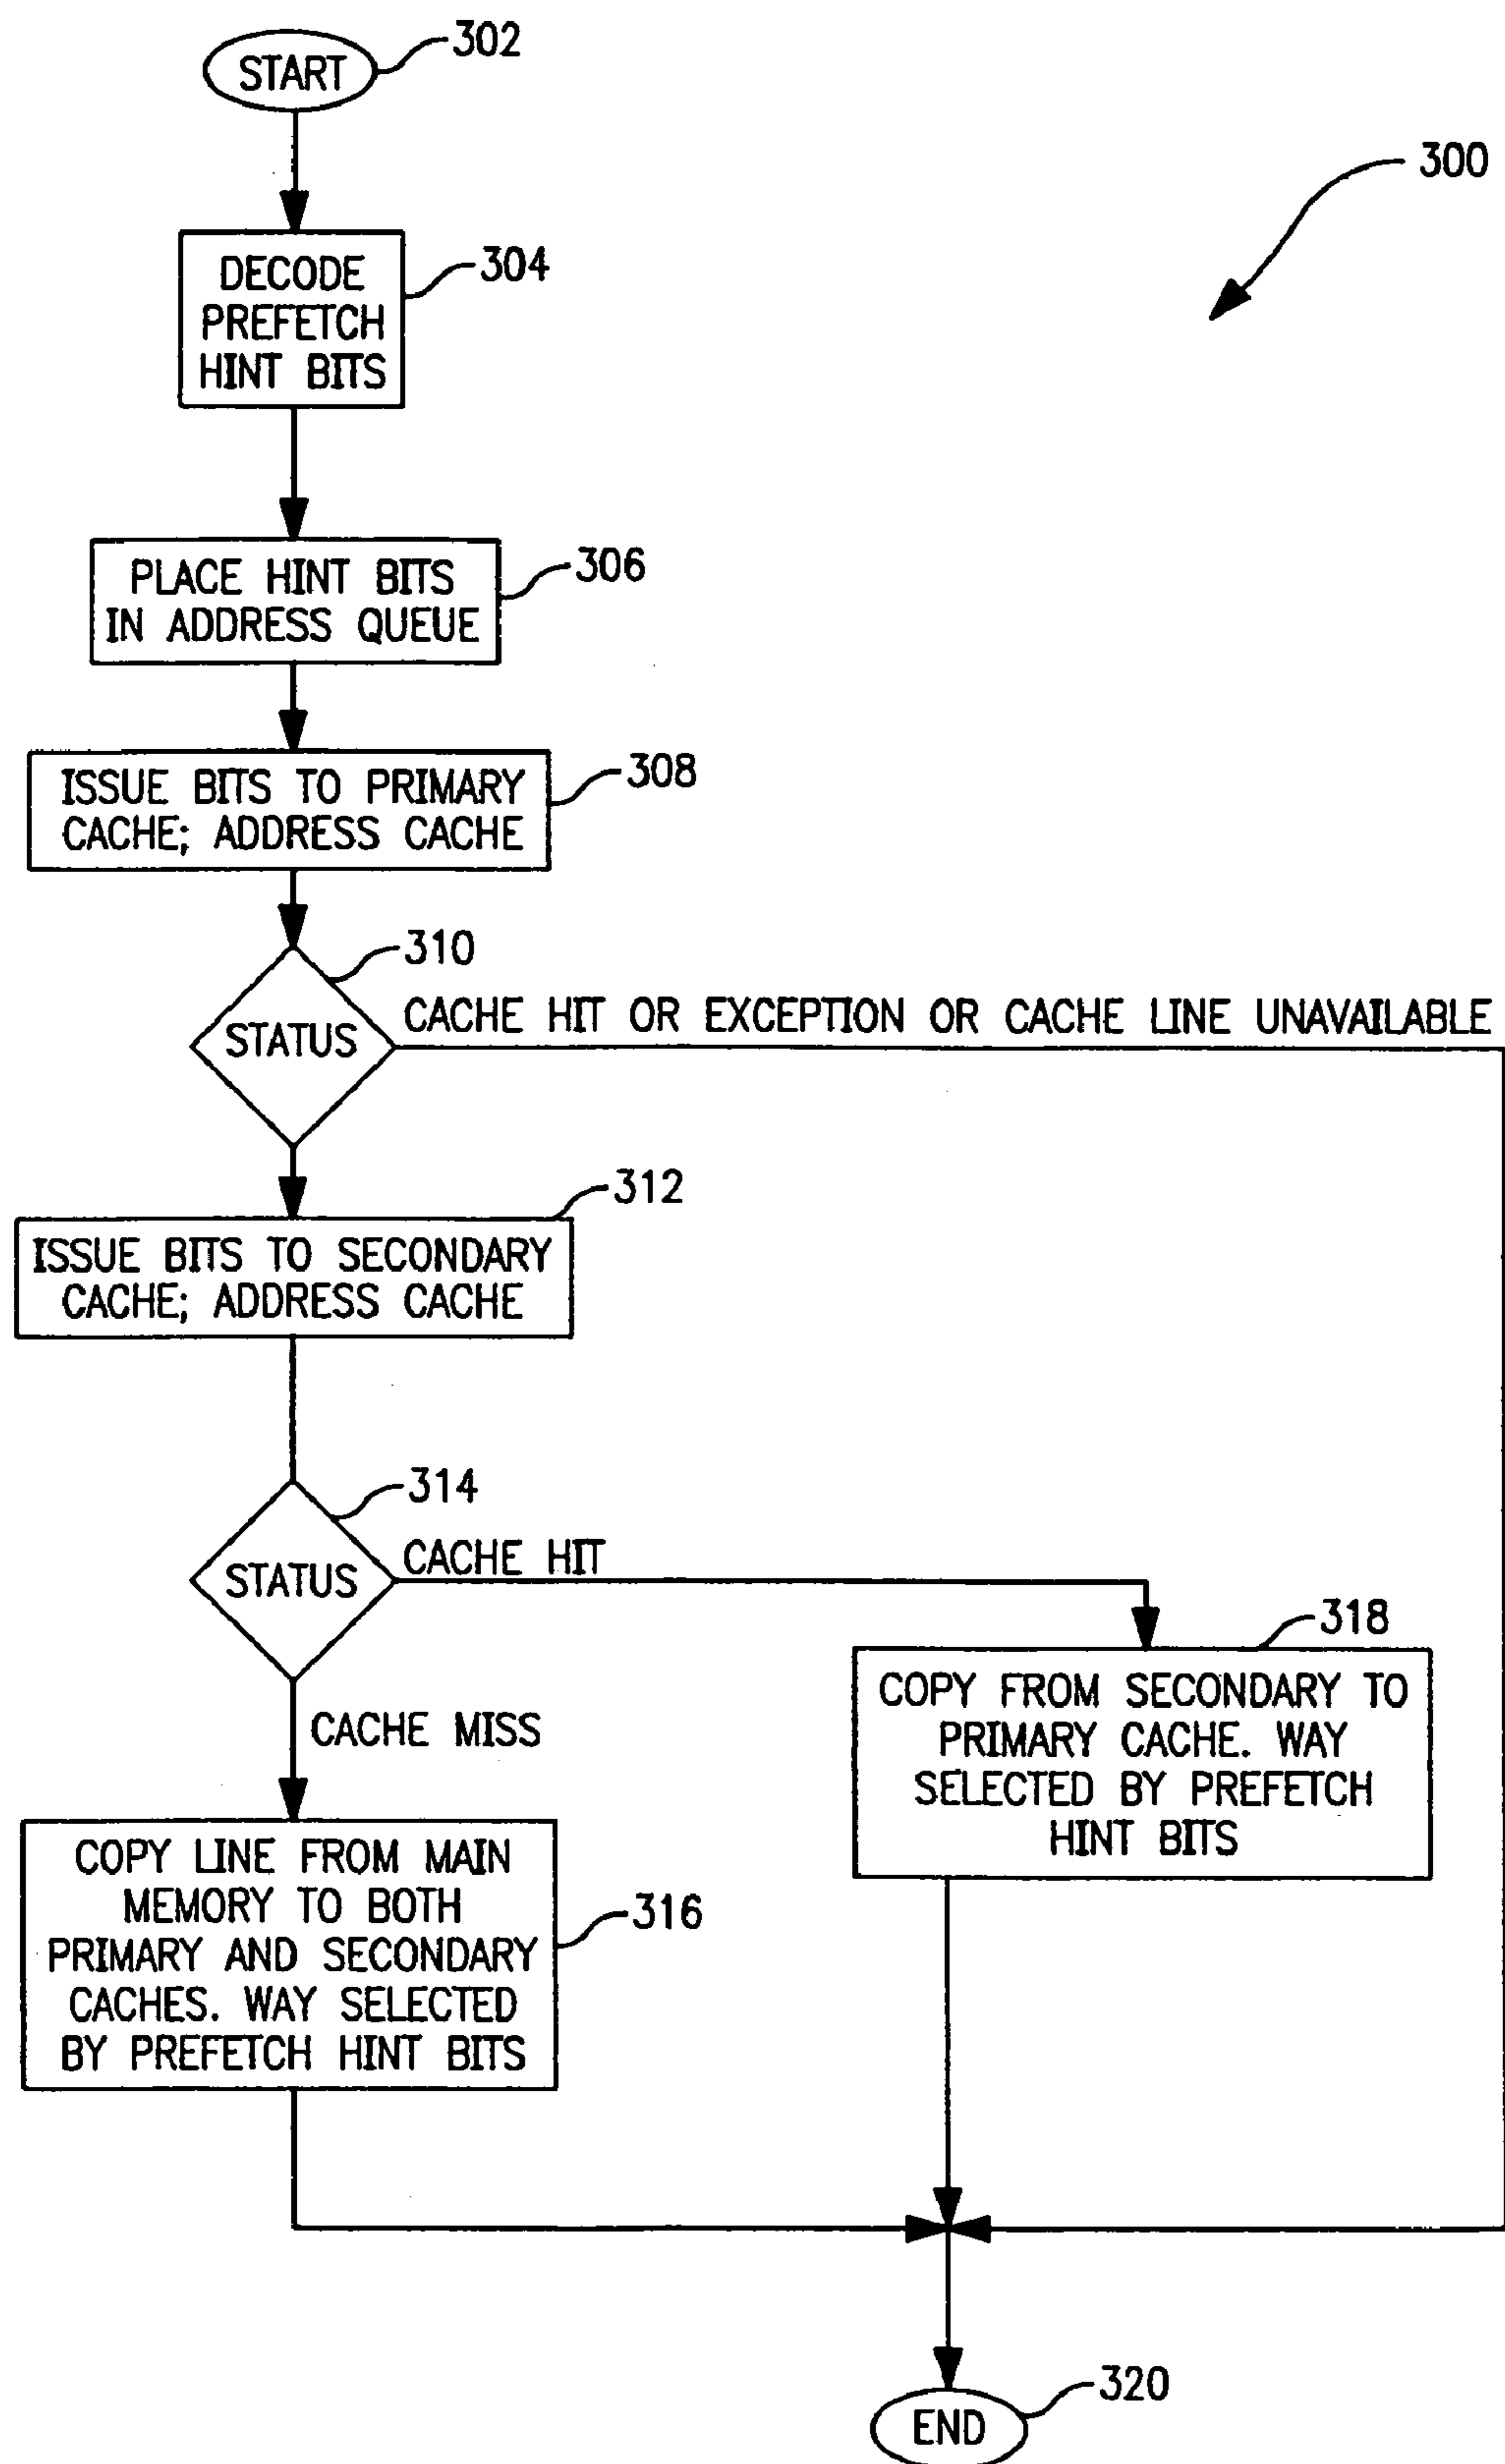 START
302
300
DECODE
PREFETCH
HINT BITS
304
PLACE HINT BITS
IN ADDRESS QUEUE
306
ISSUE BITS TO PRIMARY
CACHE; ADDRESS CACHE
308
310
STATUS
CACHE HIT OR EXCEPTION OR CACHE LINE UNAVAILABLE
312
ISSUE BITS TO SECONDARY
CACHE; ADDRESS CACHE
314
STATUS
CACHE HIT
318
COPY FROM SECONDARY TO
PRIMARY CACHE. WAY
SELECTED BY PREFETCH
HINT BITS
CACHE MISS
COPY LINE FROM MAIN
MEMORY TO BOTH
PRIMARY AND SECONDARY
CACHES. WAY SELECTED
BY PREFETCH HINT BITS
316
320
END